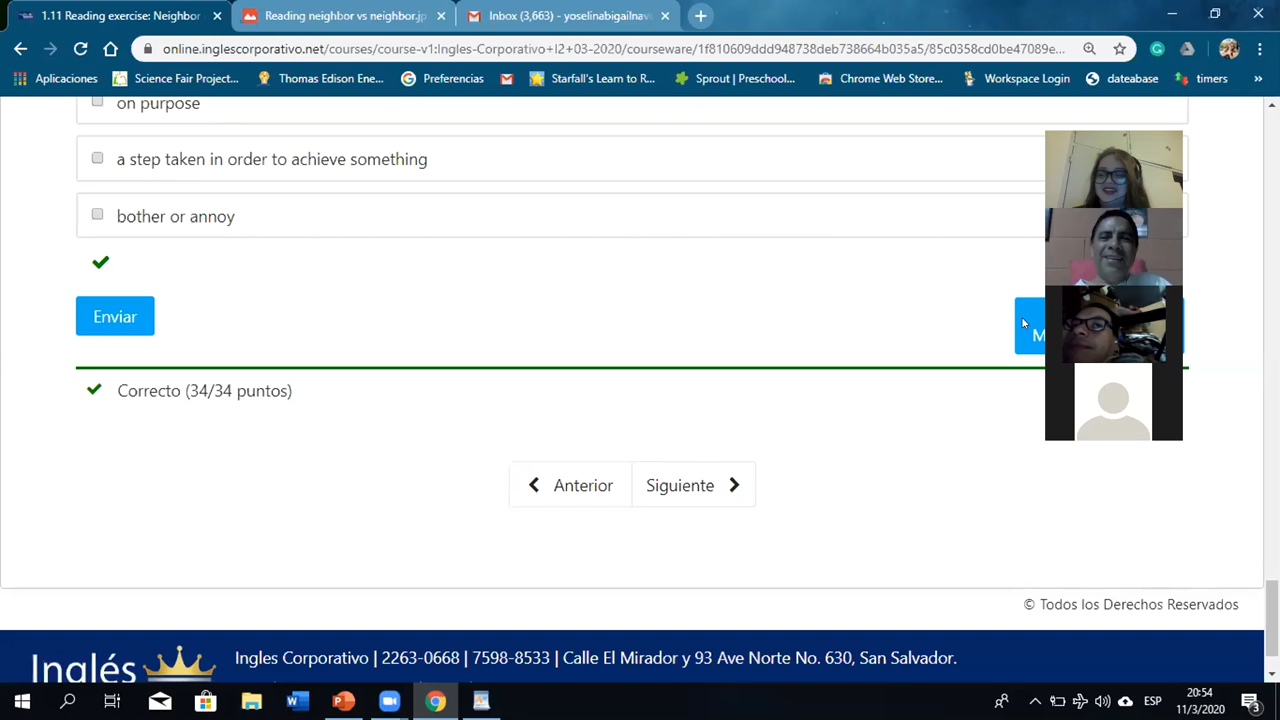 1.11 Reading exercise: Neighbor
Reading neighbor vs neighbor.jp
Inbox (3,663) - yoselinabigailnav
online.inglescorporativo.net/courses/course-v1:Ingles-Corporativo+I2+03-2020/courseware/1f810609ddd948738deb738664b035a5/85c0358cd0be47089e...
Aplicaciones
Science Fair Project...
Thomas Edison Ene...
Preferencias
Starfall's Learn to R...
Sprout | Preschool...
Chrome Web Store...
Workspace Login
dateabase
timers
»
on purpose
a step taken in order to achieve something
bother or annoy
Enviar
M
Correcto (34/34 puntos)
Anterior
Siguiente
© Todos los Derechos Reservados
Inglés
Ingles Corporativo | 2263-0668 | 7598-8533 | Calle El Mirador y 93 Ave Norte No. 630, San Salvador.
ESP
20:54
11/3/2020
3